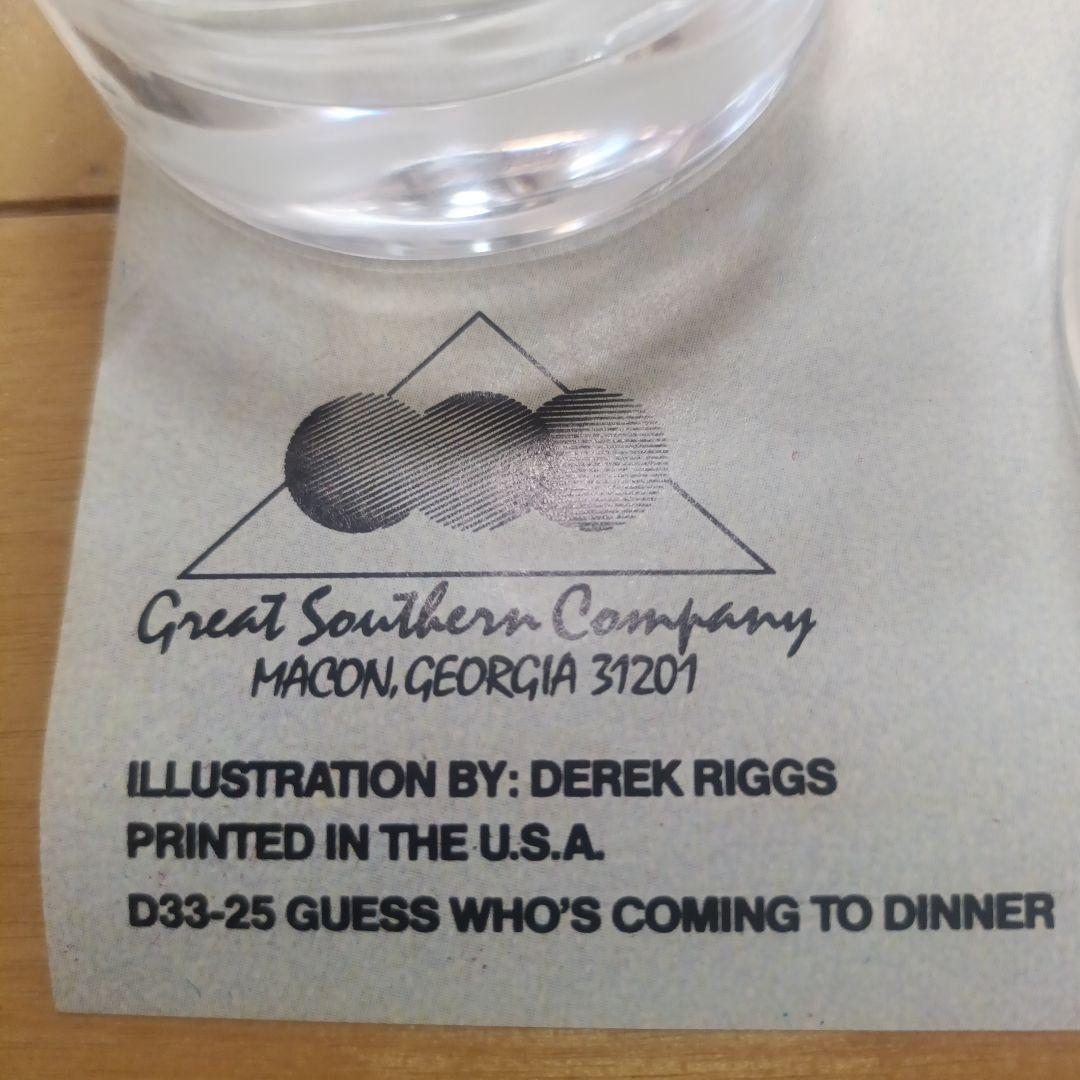 Great Southern Company
MACON, GEORGIA 31201
ILLUSTRATION BY: DEREK RIGGS
PRINTED IN THE U.S.A.
D33-25 GUESS WHO'S COMING TO DINNER